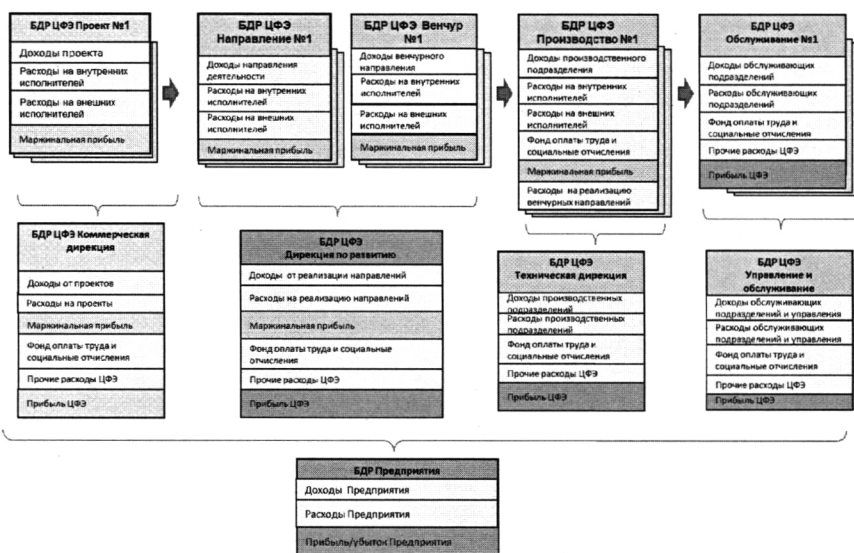 БДР ЦФЭ Проект №1
Доходы проекта
Расходы на внутренних
исполнителей
Расходы на внешних
исполнителей
Маржинальная прибыль
БДР ЦФЭ
Направление №1
Доходы направления
деятельности
Расходы на внутренних
исполнителей
Расходы на внешних
исполнителей
Маржинальная прибыль
БДР ЦФЭ Венчур
№1
Доходы венчурного
направления
Расходы на внутренних
исполнителей
Расходы на внешних
исполнителей
Маржинальная прибыль
БДР ЦФЭ
Производство №1
Доходы производственного
подразделения
Расходы на внутренних
исполнителей
Расходы на внешних
исполнителей
Фонд оплаты труда и
социальные отчисления
Маржинальная прибыль
Расходы на реализацию
венчурных направлений
БДР ЦФЭ
Обслуживание №1
Доходы обслуживающих
подразделений
Расходы обслуживающих
подразделений
Фонд оплаты труда и
социальные отчисления
Прочие расходы ЦФЭ
Прибыль ЦФЭ
БДР ЦФЭ Коммерческая
дирекция
Доходы от проектов
Расходы на проекты
Маржинальная прибыль
Фонд оплаты труда и
социальные отчисления
Прочие расходы ЦФЭ
Прибыль ЦФЭ
БДР ЦФЭ
Дирекция по развитию
Доходы от реализации направлений
Расходы на реализацию направлений
Маржинальная прибыль
Фонд оплаты труда и социальные
отчисления
Прочие расходы ЦФЭ
Прибыль ЦФЭ
БДР ЦФЭ
Техническая дирекция
Доходы производственных
подразделений
Расходы производственных
подразделений
Фонд оплаты труда и
социальные отчисления
Прочие расходы ЦФЭ
Прибыль ЦФЭ
БДР ЦФЭ
Управление и
обслуживание
Доходы обслуживающих
подразделений и управления
Расходы обслуживающих
подразделений и управления
Фонд оплаты труда и
социальные отчисления
Прочие расходы ЦФЭ
Прибыль ЦФЭ
БДР Предприятия
Доходы Предприятия
Расходы Предприятия
Прибыль/убыток Предприятия